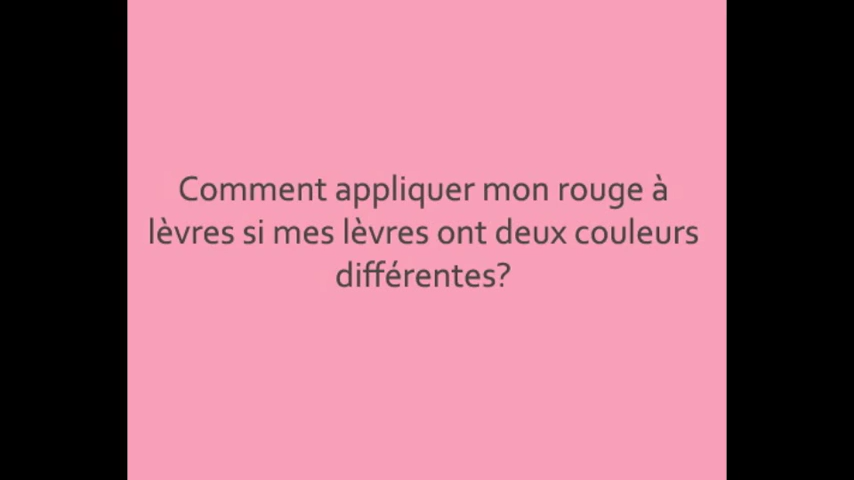 Comment appliquer mon rouge à
lèvres si mes lèvres ont deux couleurs
différentes?